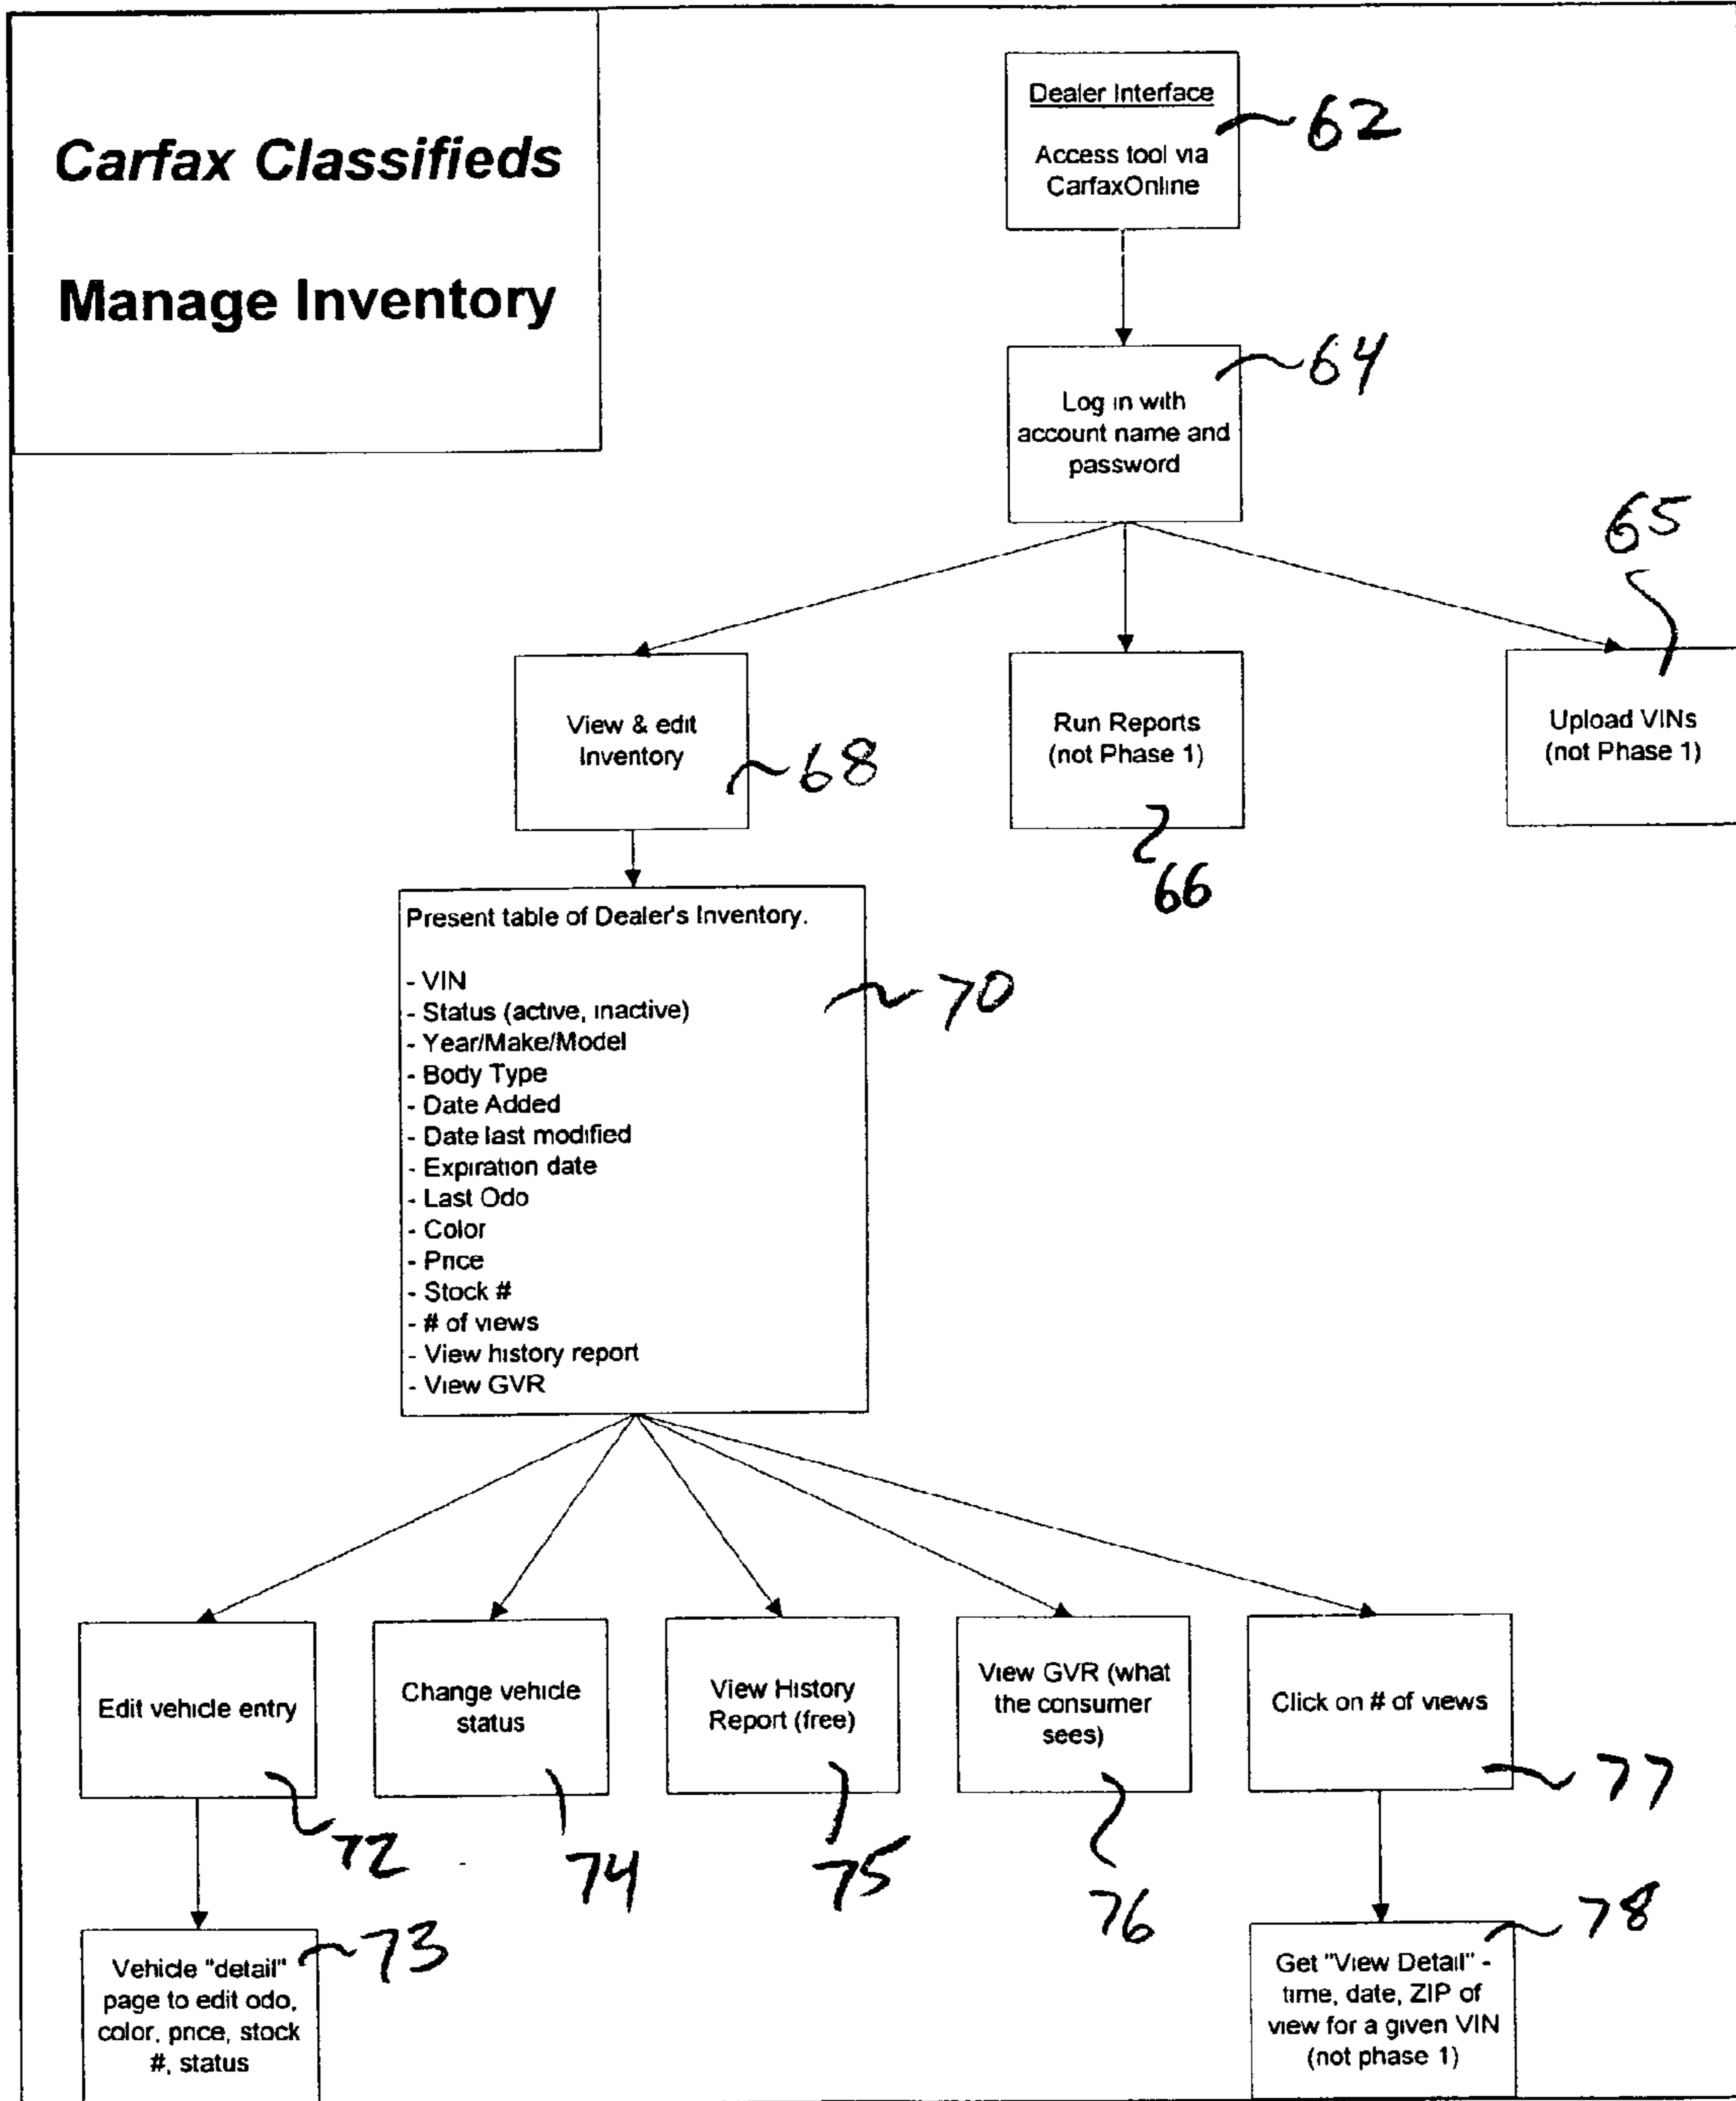 Carfax Classifieds
Manage Inventory
Dealer Interface
Access tool via
CarfaxOnline
62
Log in with
account name and
password
64
65
View & edit
Inventory
68
Run Reports
(not Phase 1)
66
Upload VINs
(not Phase 1)
Present table of Dealer's Inventory.
- VIN
- Status (active, inactive)
- Year/Make/Model
- Body Type
- Date Added
- Date last modified
- Expiration date
- Last Odo
- Color
- Price
- Stock #
- # of views
- View history report
- View GVR
70
Edit vehicle entry
72
Change vehicle
status
74
View History
Report (free)
75
View GVR (what
the consumer
sees)
76
Click on # of views
77
Vehicle "detail"
page to edit odo,
color, price, stock
#, status
73
Get "View Detail" -
time, date, ZIP of
view for a given VIN
(not phase 1)
78